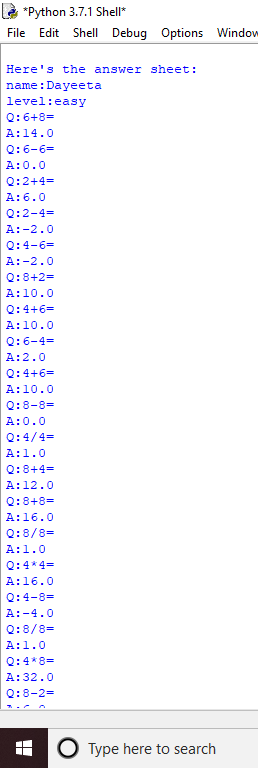 *Python 3.7.1 Shell*
File Edit Shell Debug Options Window
Here's the answer sheet:
name:Dayeeta
level:easy
Q:6+8=
A:14.0
Q:6-6=
A:0.0
Q:2+4=
A:6.0
Q:2-4=
A:-2.0
Q:4-6=
A:-2.0
Q:8+2=
A:10.0
Q:4+6=
A:10.0
Q:6-4=
A:2.0
Q:4+6=
A:10.0
Q:8-8=
A:0.0
Q:4/4=
A:1.0
Q:8+4=
A:12.0
Q:8+8=
A:16.0
Q:8/8=
A:1.0
Q:4*4=
A:16.0
Q:4-8=
A:-4.0
Q:8/8=
A:1.0
Q:4*8=
A:32.0
Q:8-2=
A:6.0
Type here to search